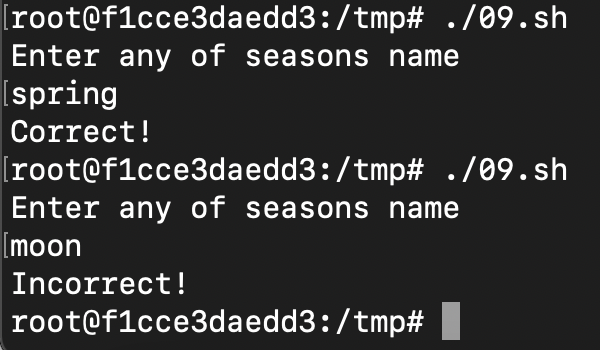 [root@f1cce3daedd3:/tmp# ./09.sh
Enter any of seasons name
[spring
Correct!
[root@f1cce3daedd3:/tmp# ./09.sh
Enter any of seasons name
[moon
Incorrect!
root@f1cce3daedd3:/tmp#